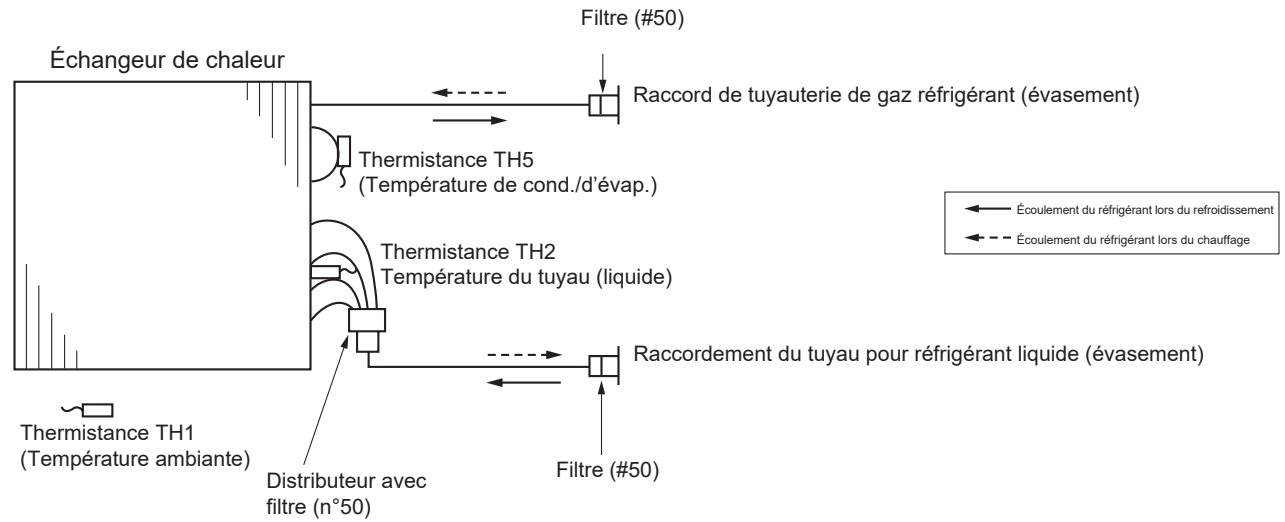 Filtre (#50)
Échangeur de chaleur
Raccord de tuyauterie de gaz réfrigérant (évasement)
Thermistance TH5
(Température de cond./d’évap.)
Écoulement du réfrigérant lors du refroidissement
Écoulement du réfrigérant lors du chauffage
Thermistance TH2
Température du tuyau (liquide)
Raccordement du tuyau pour réfrigérant liquide (évasement)
Thermistance TH1
(Température ambiante)
Filtre (#50)
Distributeur avec
filtre (n°50)